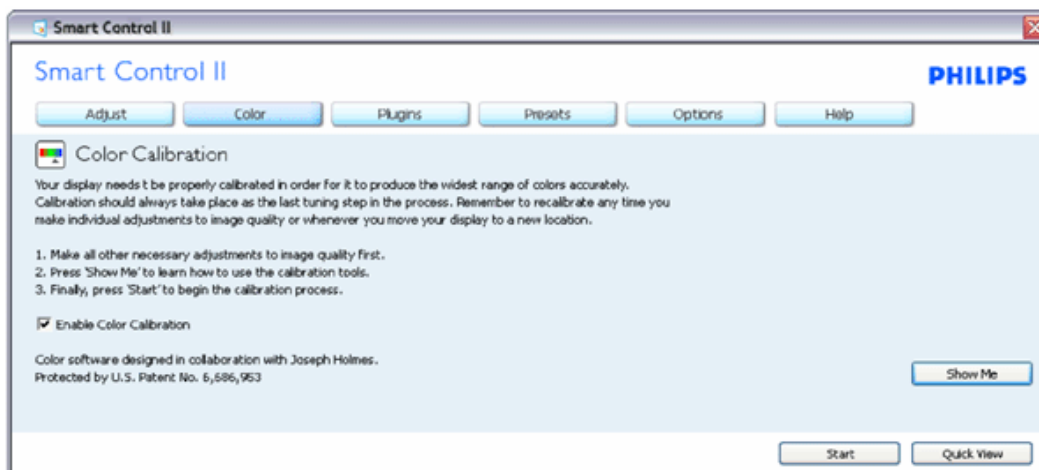 Smart Control II
Smart Control II
PHILIPS
Adjust
Color
Plugins
Presets
Options
Help
Color Calibration
Your display needs t be properly calibrated in order for it to produce the widest range of colors accurately.
Calibration should always take place as the last tuning step in the process. Remember to recalibrate any time you
make individual adjustments to image quality or whenever you move your display to a new location.
1. Make all other necessary adjustments to image quality first.
2. Press 'Show Me' to learn how to use the calibration tools.
3. Finally, press 'Start' to begin the calibration process.
Enable Color Calibration
Color software designed in collaboration with Joseph Holmes.
Protected by U.S. Patent No. 6,686,953
Show Me
Start
Quick View